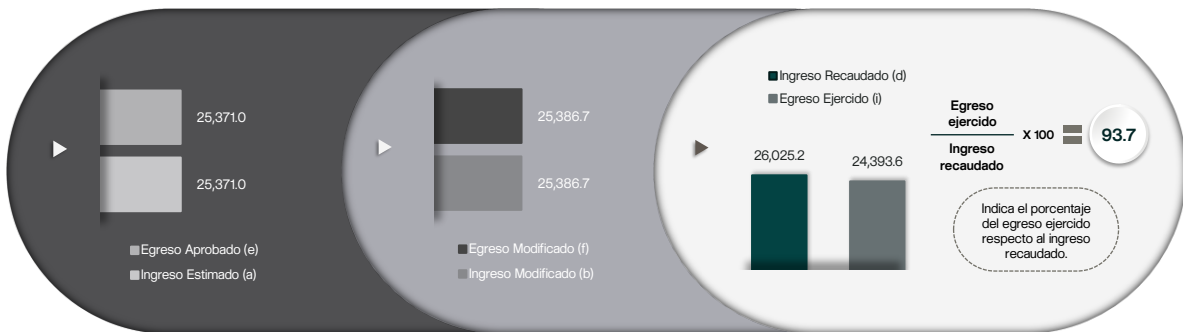 25,371.0
25,371.0
Egreso Aprobado (e)
Ingreso Estimado (a)
25,386.7
25,386.7
Egreso Modificado (f)
Ingreso Modificado (b)
Ingreso Recaudado (d)
Egreso Ejercido (i)
26,025.2
24,393.6
Egreso
ejercido
Ingreso
recaudado
X 100
93.7
Indica el porcentaje
del egreso ejercido
respecto al ingreso
recaudado.